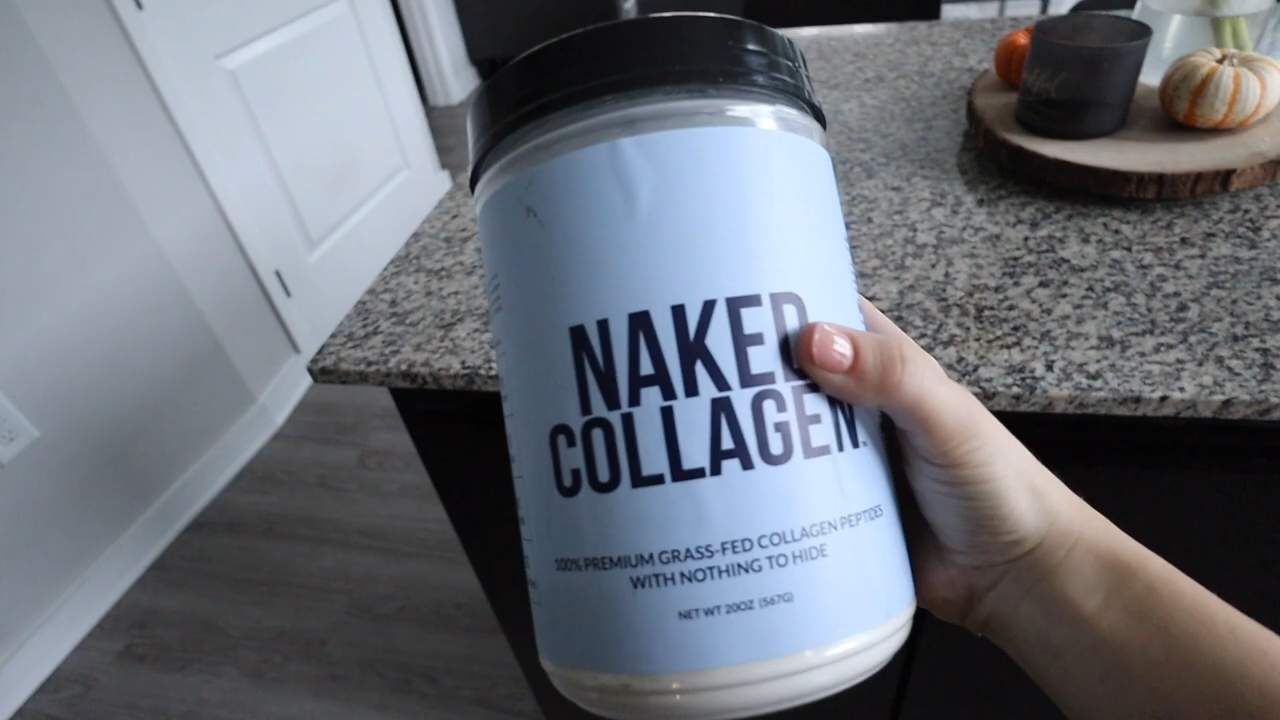 NAKED
COLLAGEN.
100% PREMIUM GRASS-FED COLLAGEN PEPTIDES
WITH NOTHING TO HIDE
NET WT 20OZ (567G)